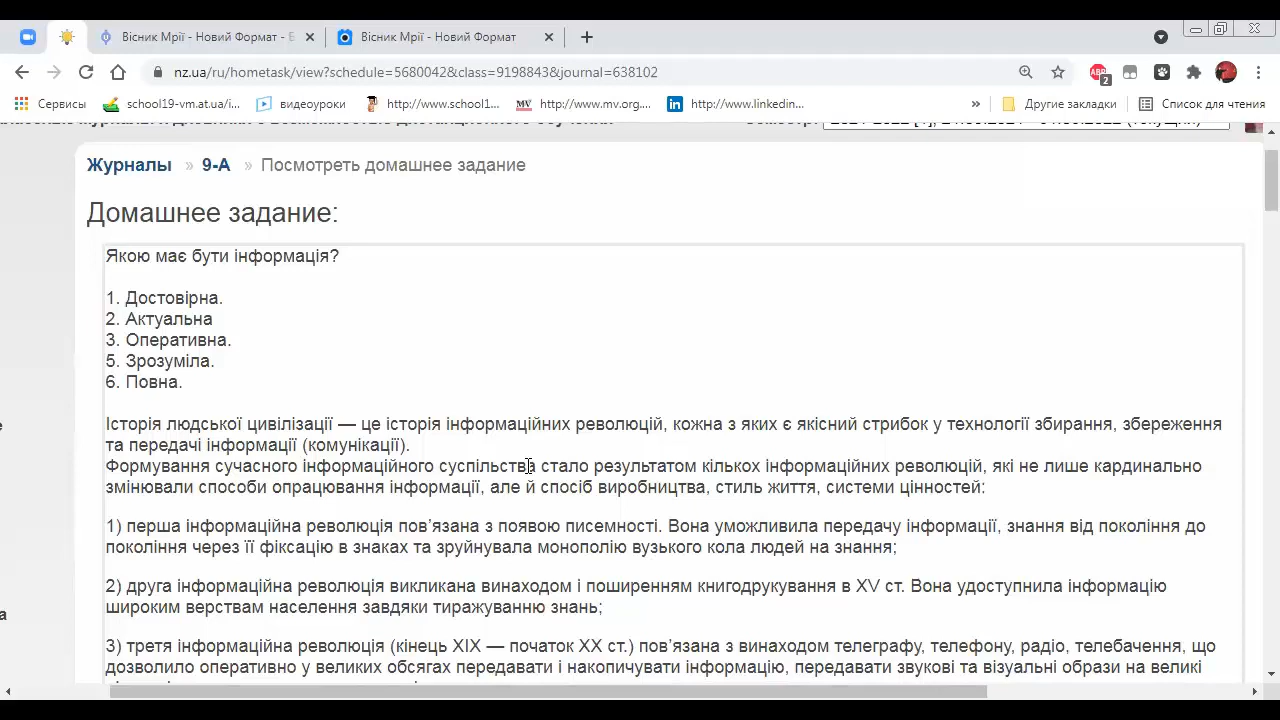 Вісник Мрії - Новий Формат - Б
Вісник Мрії - Новий Формат
nz.ua/ru/hometask/view?schedule=5680428&class=9198843&journal=638102
ABP
2
Сервисы
school19-vm.at.ua/i...
видеоуроки
http://www.school1...
MV
http://www.mv.org....
http://www.linkedin...
»
Другие закладки
Список для чтения
Журналы » 9-А » Посмотреть домашнее задание
Домашнее задание:
Якою має бути інформація?
1. Достовірна.
2. Актуальна
3. Оперативна.
5. Зрозуміла.
6. Повна.
Історія людської цивілізації — це історія інформаційних революцій, кожна з яких є якісний стрибок у технології збирання, збереження
та передачі інформації (комунікації).
Формування сучасного інформаційного суспільства стало результатом кількох інформаційних революцій, які не лише кардинально
змінювали способи опрацювання інформації, але й спосіб виробництва, стиль життя, системи цінностей:
1) перша інформаційна революція пов’язана з появою писемності. Вона уможливила передачу інформації, знання від покоління до
покоління через її фіксацію в знаках та зруйнувала монополію вузького кола людей на знання;
2) друга інформаційна революція викликана винаходом і поширенням книгодрукування в XV ст. Вона удоступнила інформацію
широким верствам населення завдяки тиражуванню знань;
3) третя інформаційна революція (кінець XIX — початок XX ст.) пов’язана з винаходом телеграфу, телефону, радіо, телебачення, що
дозволило оперативно у великих обсягах передавати і накопичувати інформацію, передавати звукові та візуальні образи на великі